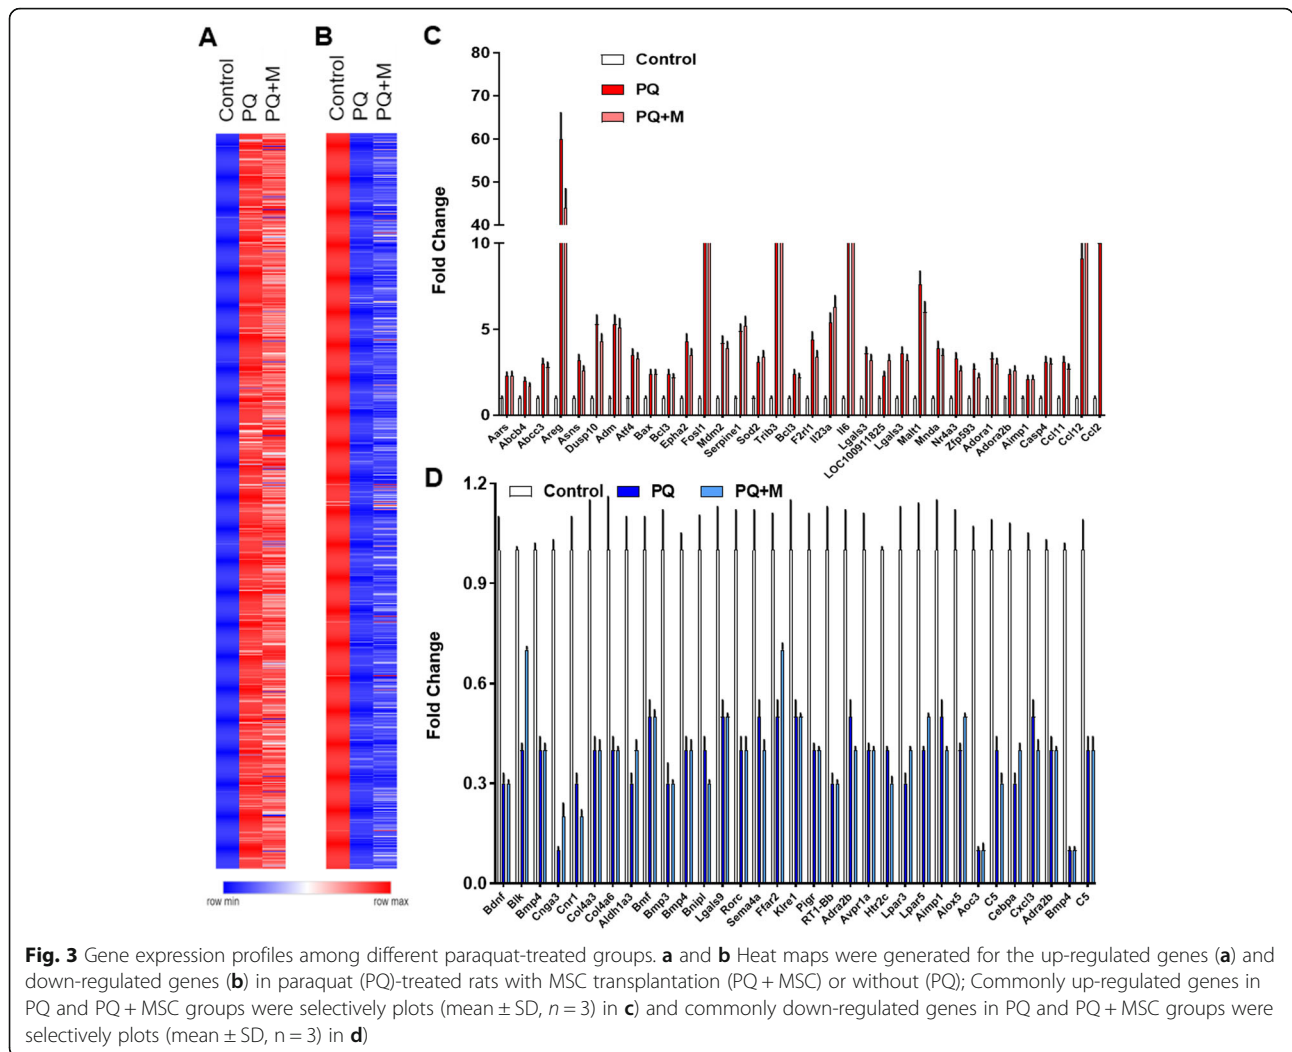 A
B
Control
PQ
PQ+M
Control
PQ
PQ+M
row min
row max
C
Control
PQ
PQ+M
Fold Change
80
70
60
50
40
10
5
0
Aars
Abcb4
Abcc3
Areg
Asns
Dusp10
Adm
Atf4
Bax
Bcl3
Epha2
Fosl1
Mdm2
Serpine1
Sod2
Trib3
Bcl3
F2rl1
Il23a
Il6
Lgals3
LOC100911825
Lgals3
Malt1
Mnda
Nr4a3
Zfp593
Adora1
Adora2b
Aimp1
Casp4
Ccl11
Ccl12
Ccl2
D
Control
PQ
PQ+M
Fold Change
1.2
0.9
0.6
0.3
0.0
Bdnf
Blk
Bmp4
Cnga3
Cnr1
Col4a3
Col4a6
Aldh1a3
Bmf
Bmp3
Bmp4
Bnipl
Lgals9
Rorc
Sema4a
Ffar2
Klre1
Pigr
RT1-Bb
Adra2b
Avpr1a
Htr2c
Lpar3
Lpar5
Aimp1
Alox5
Aoc3
C5
Cebpa
Cxcl3
Adra2b
Bmp4
C5
Fig. 3 Gene expression profiles among different paraquat-treated groups. a and b Heat maps were generated for the up-regulated genes (a) and
down-regulated genes (b) in paraquat (PQ)-treated rats with MSC transplantation (PQ + MSC) or without (PQ); Commonly up-regulated genes in
PQ and PQ + MSC groups were selectively plots (mean ± SD, n = 3) in c) and commonly down-regulated genes in PQ and PQ + MSC groups were
selectively plots (mean ± SD, n = 3) in d)